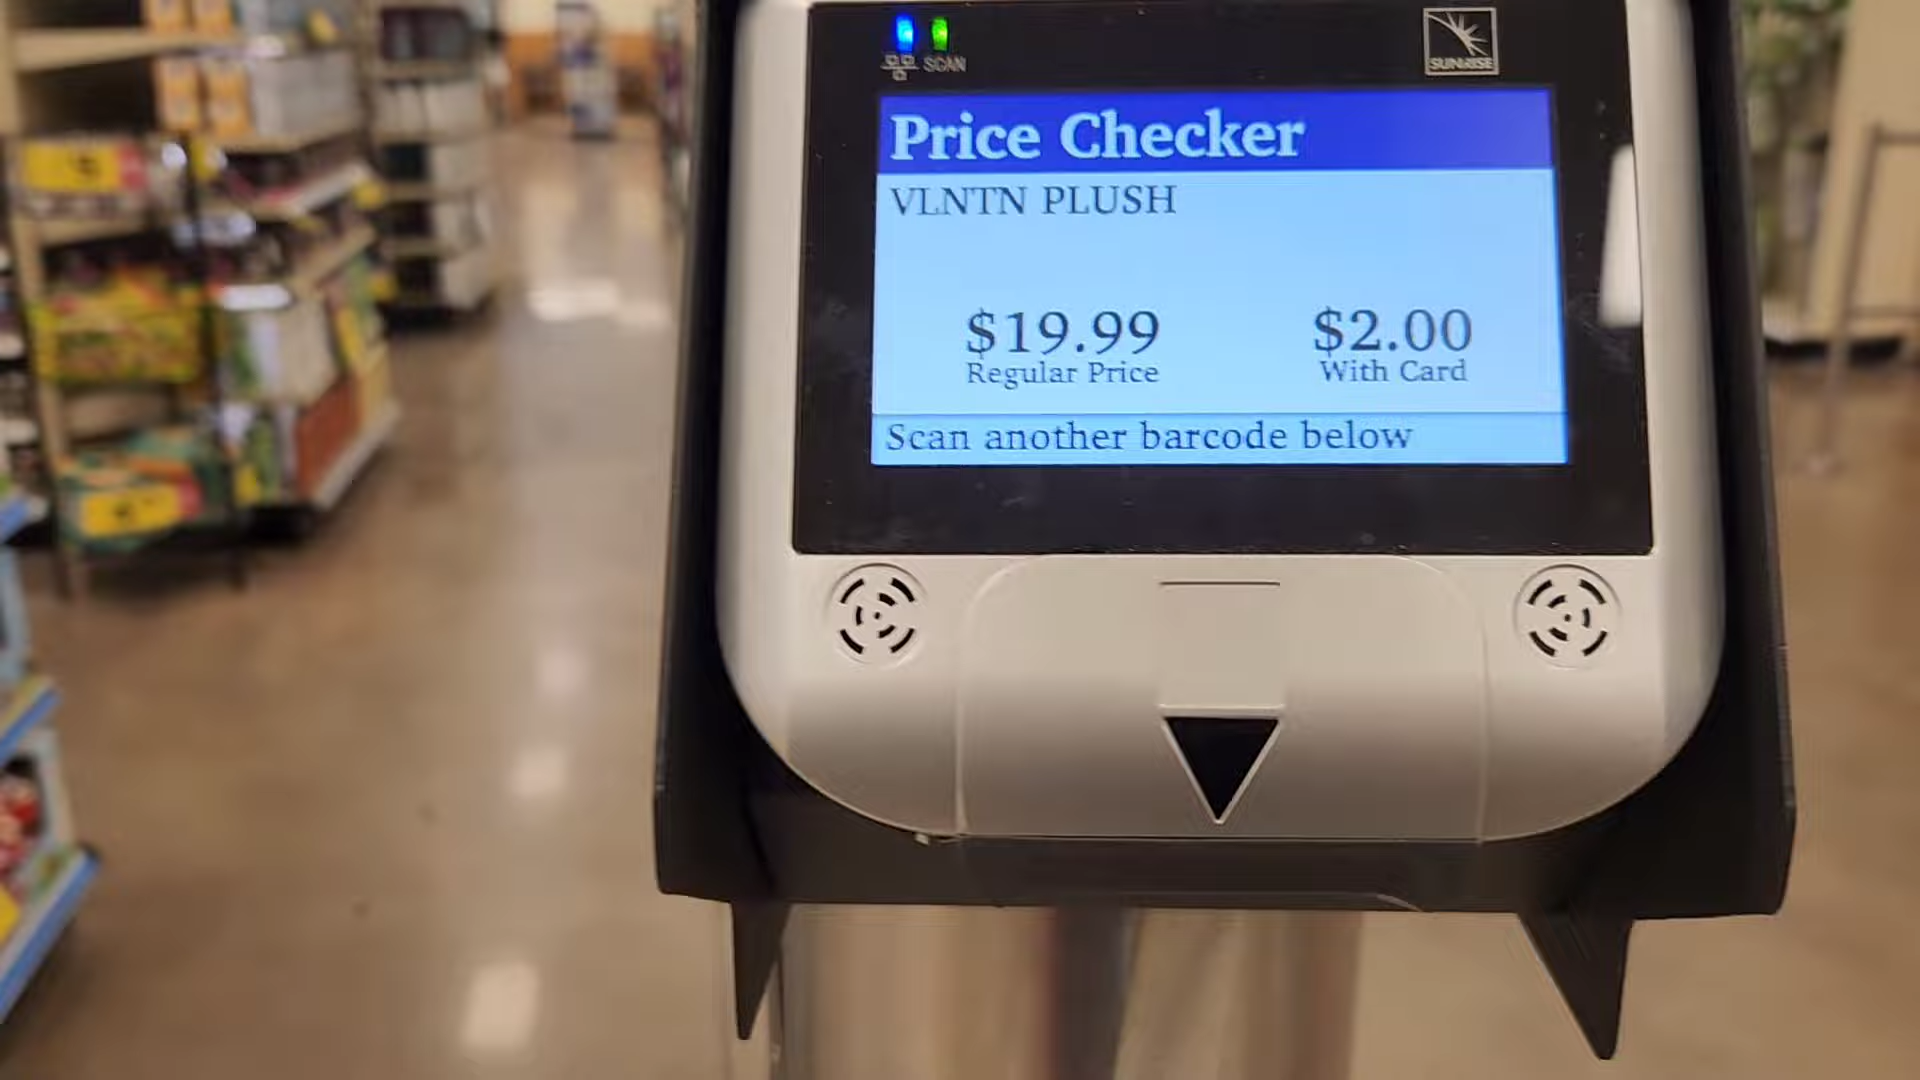 SCAN
SUNRISE
Price Checker
VLNTN PLUSH
$19.99 $2.00
Regular Price With Card
Scan another barcode below